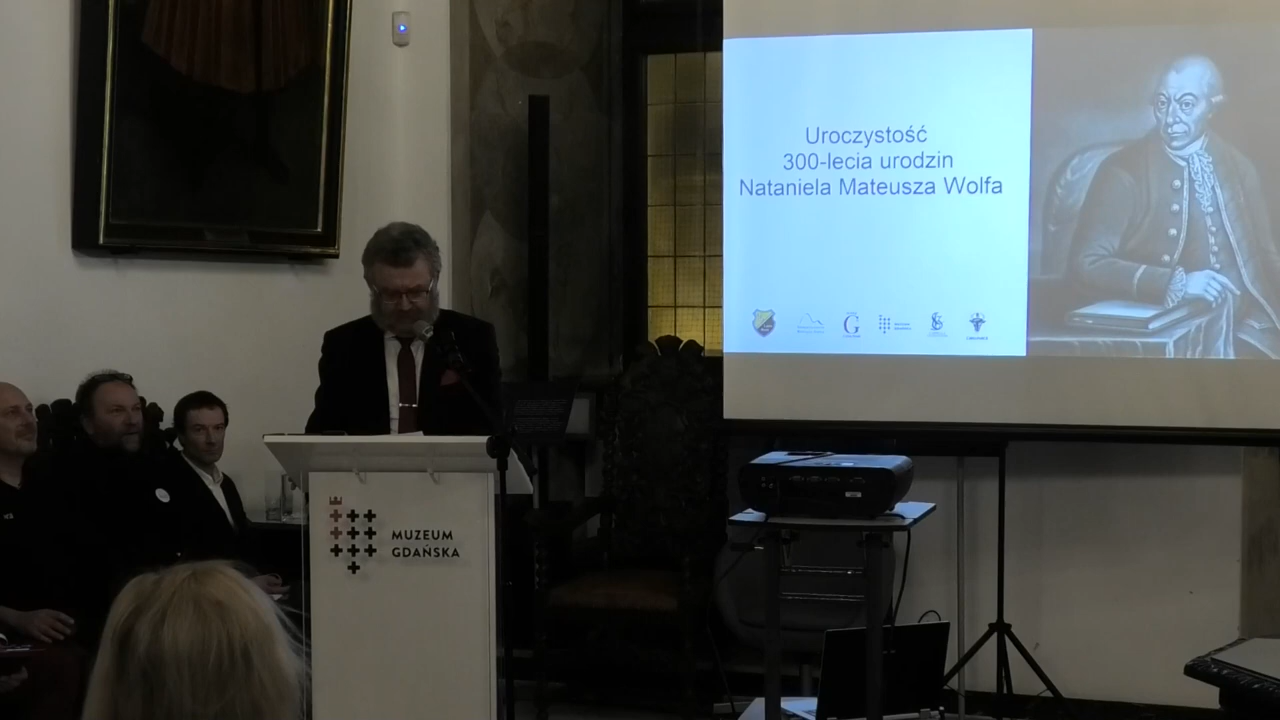 Uroczystość
300-lecia urodzin
Nataniela Mateusza Wolfa
G
MUZEUM
GDAŃSKA